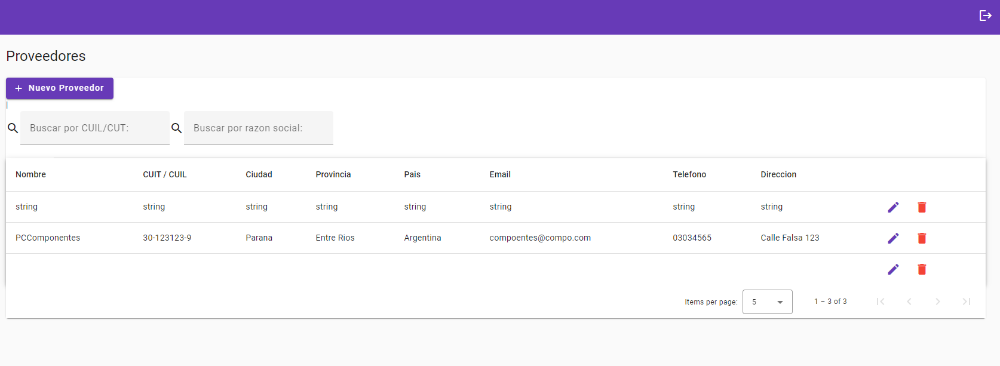 Proveedores
+ Nuevo Proveedor
|
Buscar por CUIL/CUT: Buscar por razon social:
Nombre CUIT / CUIL Ciudad Provincia Pais Email Telefono Direccion
string string string string string string string string
PCComponentes 30-123123-9 Parana Entre Rios Argentina compoentes@compo.com 03034565 Calle Falsa 123
Items per page: 5 1 – 3 of 3